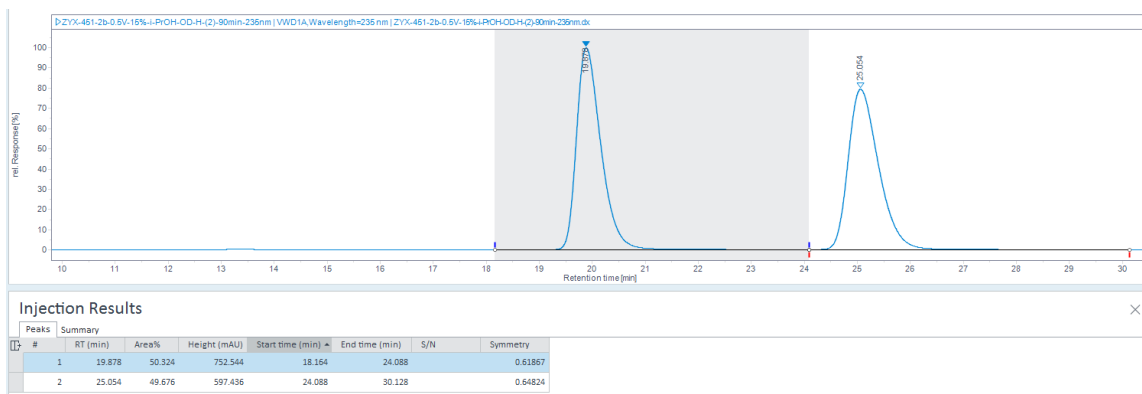 ZYX-451-2b-0.5V-15%-i-PrOH-OD-H-(2)-90min-235nm | VWD1A,Wavelength=235 nm | ZYX-451-2b-0.5V-15%-i-PrOH-OD-H-(2)-90min-235nm.dx
100
90
80
70
60
50
40
30
20
10
0
rel. Response[%]
19.878
25.054
10 11 12 13 14 15 16 17 18 19 20 21 22 23 24 25 26 27 28 29 30
Retention time [min]
Injection Results
Peaks Summary
# RT (min) Area% Height (mAU) Start time (min) End time (min) S/N Symmetry
1 19.878 50.324 752.544 18.164 24.088 0.61867
2 25.054 49.676 597.436 24.088 30.128 0.64824